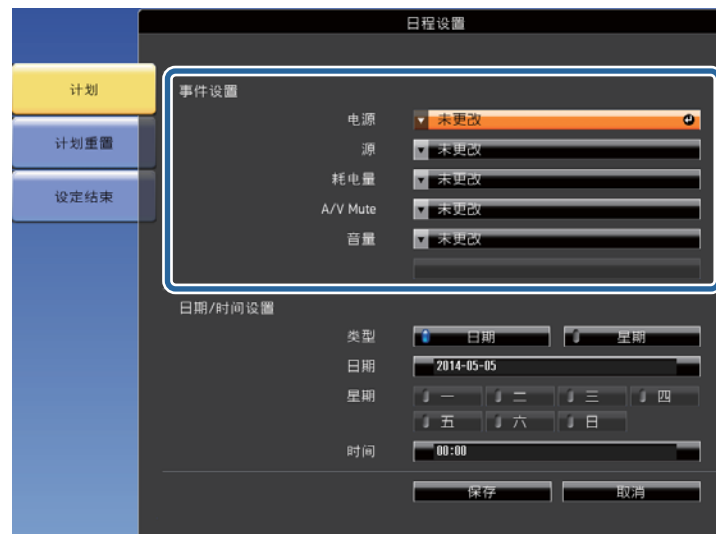 日程设置
计划
计划重置
设定结束
事件设置
电源 未更改
源 未更改
耗电量 未更改
A/V Mute 未更改
音量 未更改
日期/时间设置
类型 日期 星期
日期 2014-05-05
星期 一 二 三 四
五 六 日
时间 00:00
保存 取消